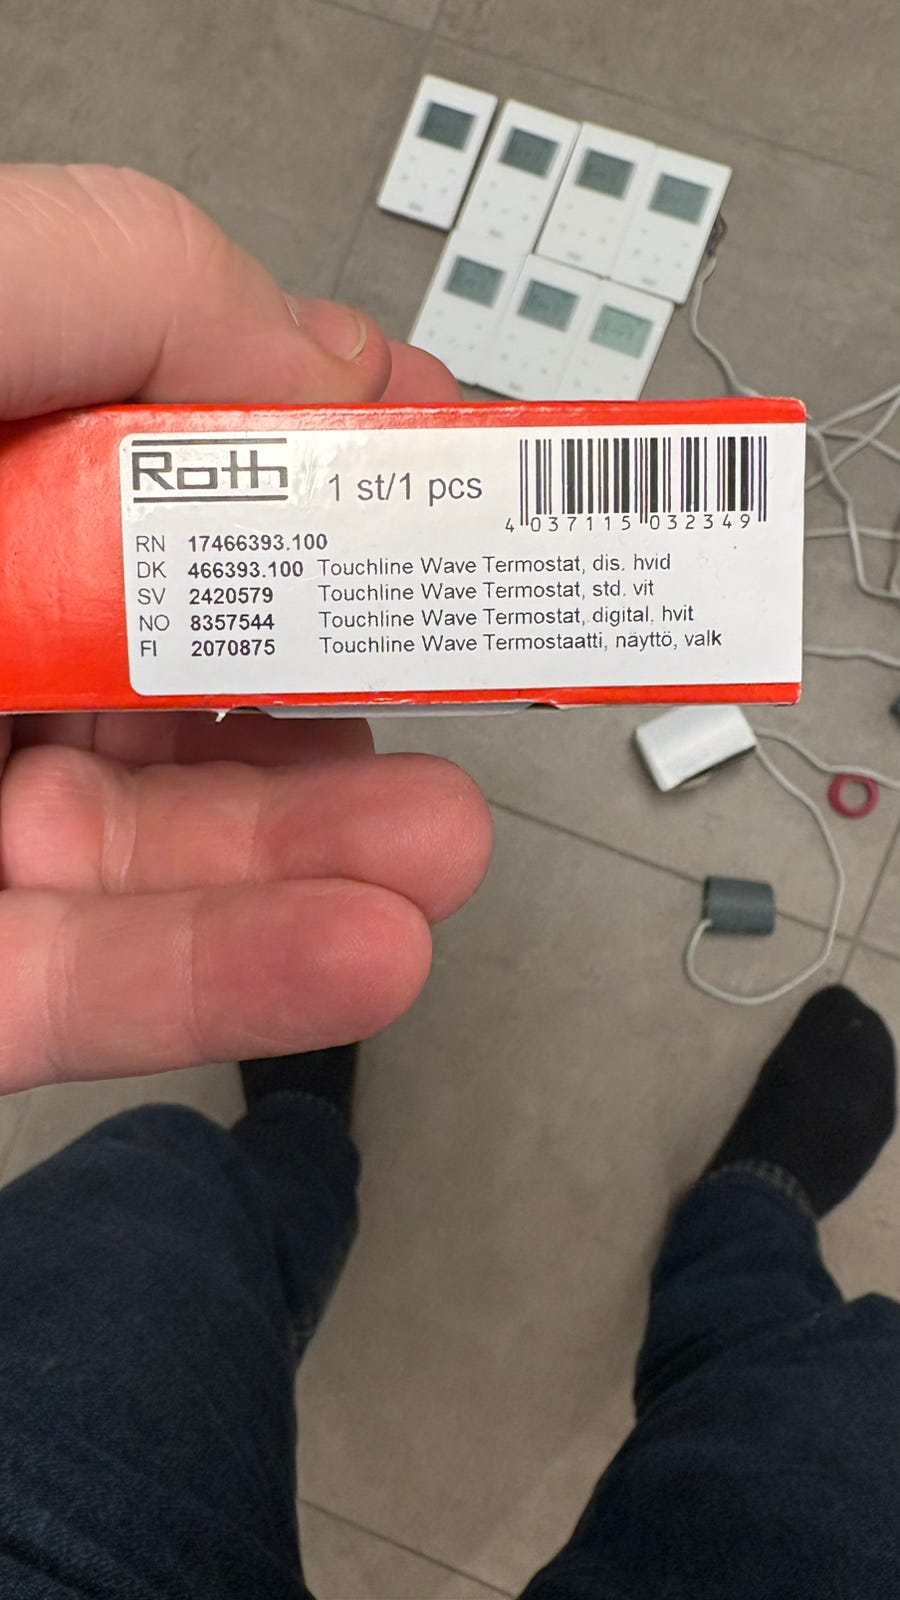 Roth
1 st/1 pcs
4 037115 032349
RN 17466393.100
DK 466393.100 Touchline Wave Termostat, dis. hvid
SV 2420579 Touchline Wave Termostat, std. vit
NO 8357544 Touchline Wave Termostat, digital, hvit
FI 2070875 Touchline Wave Termostaatti, näyttö, valk